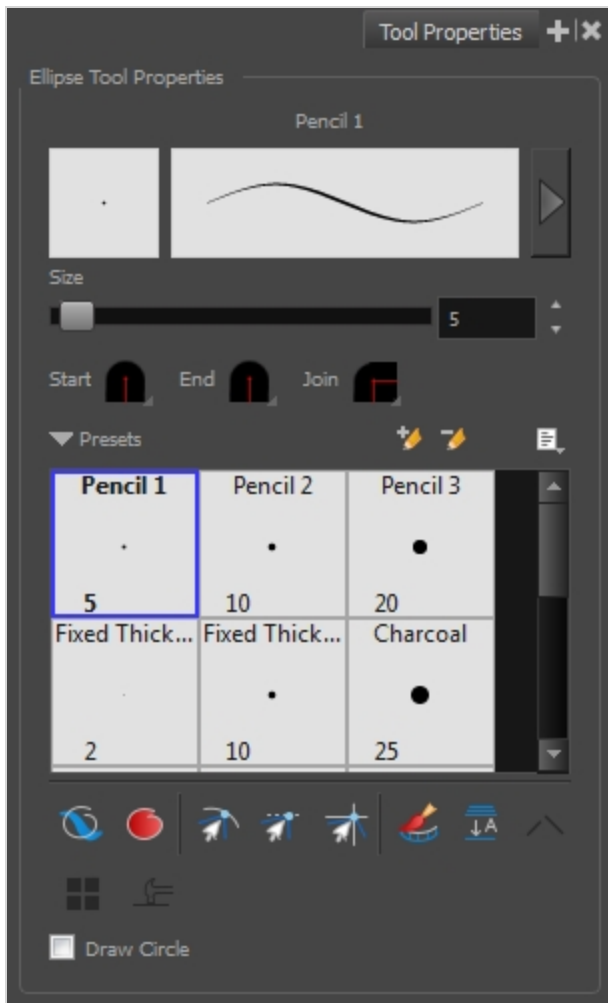 Tool Properties
Ellipse Tool Properties
Pencil 1
Size
5
Start End Join
Presets
Pencil 1 Pencil 2 Pencil 3
5 10 20
Fixed Thick... Fixed Thick... Charcoal
2 10 25
A
Draw Circle